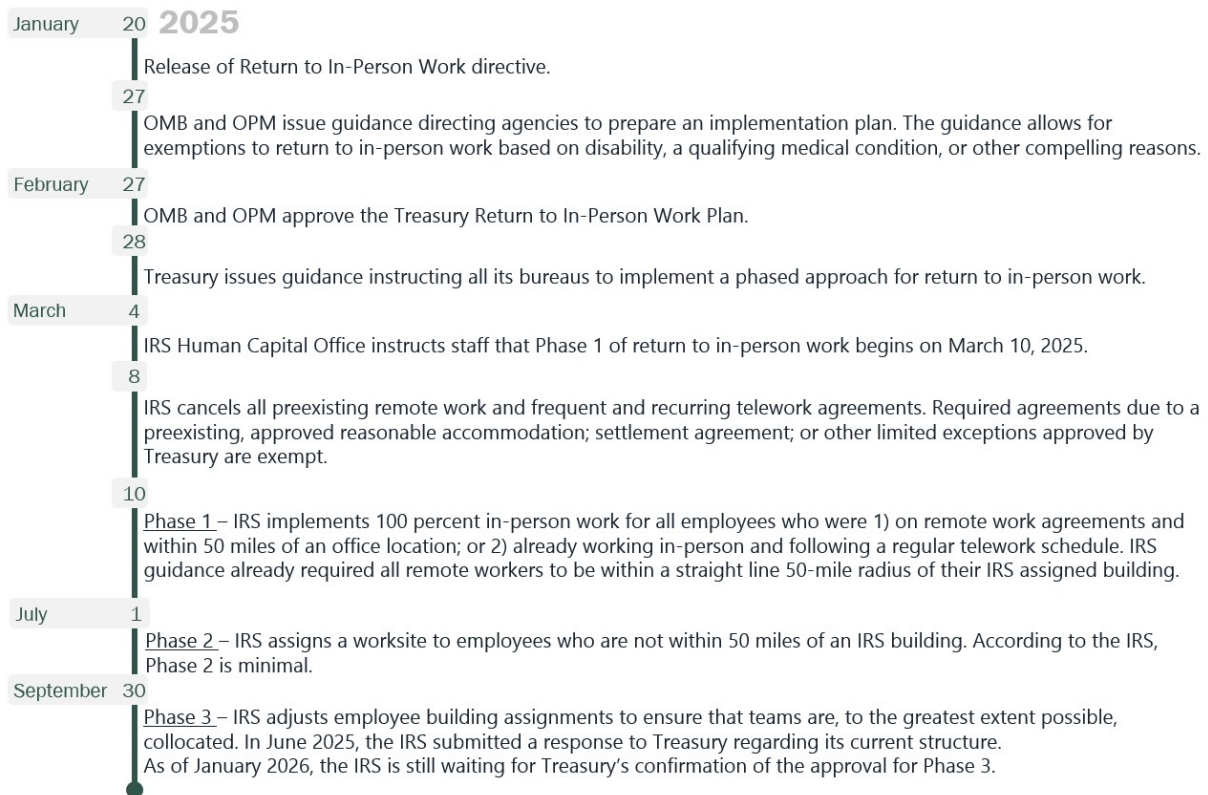 January 20 2025
Release of Return to In-Person Work directive.
27
OMB and OPM issue guidance directing agencies to prepare an implementation plan. The guidance allows for
exemptions to return to in-person work based on disability, a qualifying medical condition, or other compelling reasons.
February 27
OMB and OPM approve the Treasury Return to In-Person Work Plan.
28
Treasury issues guidance instructing all its bureaus to implement a phased approach for return to in-person work.
March 4
IRS Human Capital Office instructs staff that Phase 1 of return to in-person work begins on March 10, 2025.
8
IRS cancels all preexisting remote work and frequent and recurring telework agreements. Required agreements due to a
preexisting, approved reasonable accommodation; settlement agreement; or other limited exceptions approved by
Treasury are exempt.
10
Phase 1 – IRS implements 100 percent in-person work for all employees who were 1) on remote work agreements and
within 50 miles of an office location; or 2) already working in-person and following a regular telework schedule. IRS
guidance already required all remote workers to be within a straight line 50-mile radius of their IRS assigned building.
July 1
Phase 2 – IRS assigns a worksite to employees who are not within 50 miles of an IRS building. According to the IRS,
Phase 2 is minimal.
September 30
Phase 3 – IRS adjusts employee building assignments to ensure that teams are, to the greatest extent possible,
collocated. In June 2025, the IRS submitted a response to Treasury regarding its current structure.
As of January 2026, the IRS is still waiting for Treasury’s confirmation of the approval for Phase 3.